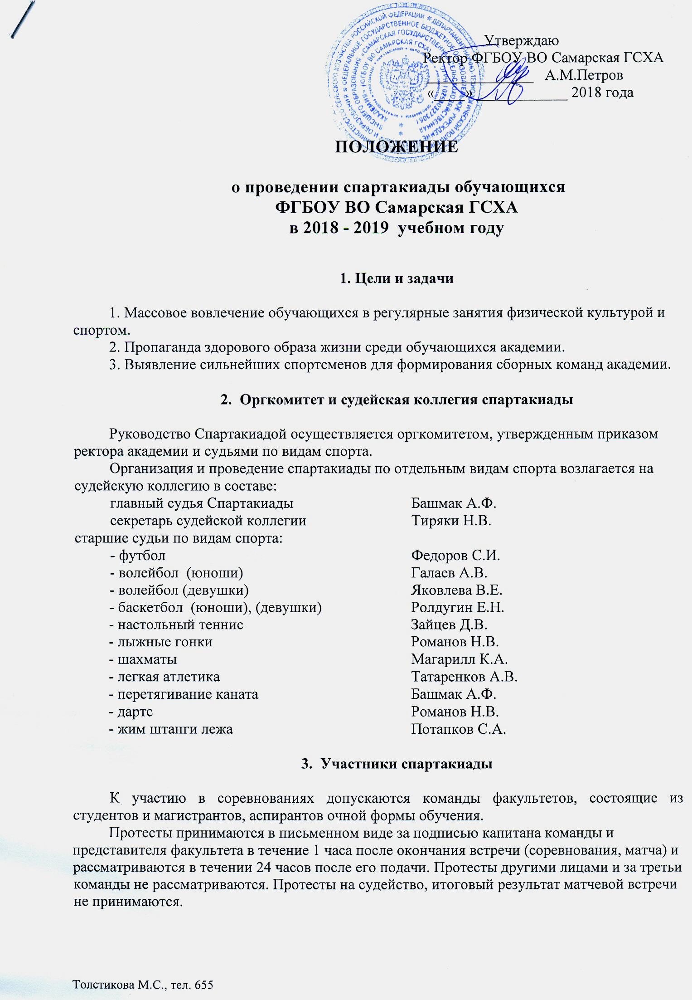 Утверждаю
Ректор ФГБОУ ВО Самарская ГСХА
______________ А.М.Петров
«____»____________ 2018 года
ПОЛОЖЕНИЕ
о проведении спартакиады обучающихся
ФГБОУ ВО Самарская ГСХА
в 2018 - 2019 учебном году
1. Цели и задачи
1. Массовое вовлечение обучающихся в регулярные занятия физической культурой и
спортом.
2. Пропаганда здорового образа жизни среди обучающихся академии.
3. Выявление сильнейших спортсменов для формирования сборных команд академии.
2. Оргкомитет и судейская коллегия спартакиады
Руководство Спартакиадой осуществляется оргкомитетом, утвержденным приказом
ректора академии и судьями по видам спорта.
Организация и проведение спартакиады по отдельным видам спорта возлагается на
судейскую коллегию в составе:
главный судья Спартакиады Башмак А.Ф.
секретарь судейской коллегии Тиряки Н.В.
старшие судьи по видам спорта:
- футбол Федоров С.И.
- волейбол (юноши) Галаев А.В.
- волейбол (девушки) Яковлева В.Е.
- баскетбол (юноши), (девушки) Ролдугин Е.Н.
- настольный теннис Зайцев Д.В.
- лыжные гонки Романов Н.В.
- шахматы Магарилл К.А.
- легкая атлетика Татаренков А.В.
- перетягивание каната Башмак А.Ф.
- дартс Романов Н.В.
- жим штанги лежа Потапков С.А.
3. Участники спартакиады
К участию в соревнованиях допускаются команды факультетов, состоящие из
студентов и магистрантов, аспирантов очной формы обучения.
Протесты принимаются в письменном виде за подписью капитана команды и
представителя факультета в течение 1 часа после окончания встречи (соревнования, матча) и
рассматриваются в течении 24 часов после его подачи. Протесты другими лицами и за третьи
команды не рассматриваются. Протесты на судейство, итоговый результат матчевой встречи
не принимаются.
Толстикова М.С., тел. 655